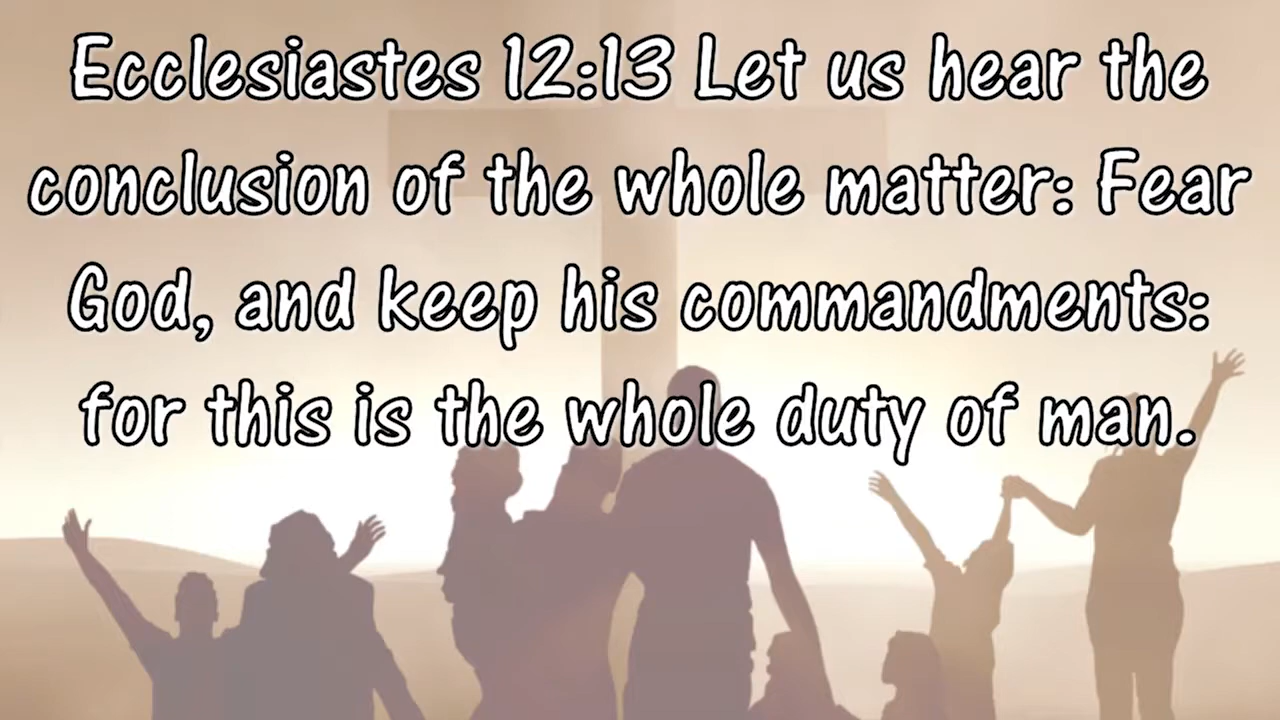 Ecclesiastes 12:13 Let us hear the
conclusion of the whole matter: Fear
God, and keep his commandments:
for this is the whole duty of man.